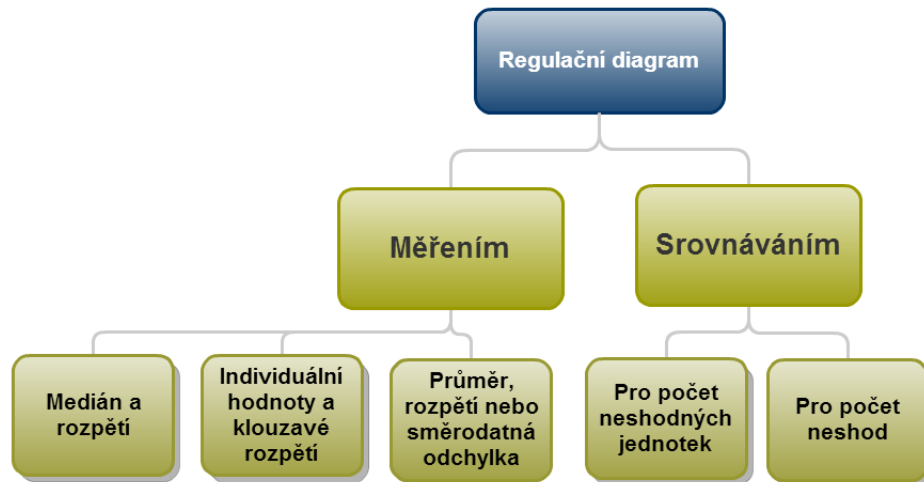 Regulační diagram
Měřením
Srovnáváním
Medián a
rozpětí
Individuální
hodnoty a
klouzavé
rozpětí
Průměr,
rozpětí nebo
směrodatná
odchylka
Pro počet
neshodných
jednotek
Pro počet
neshod